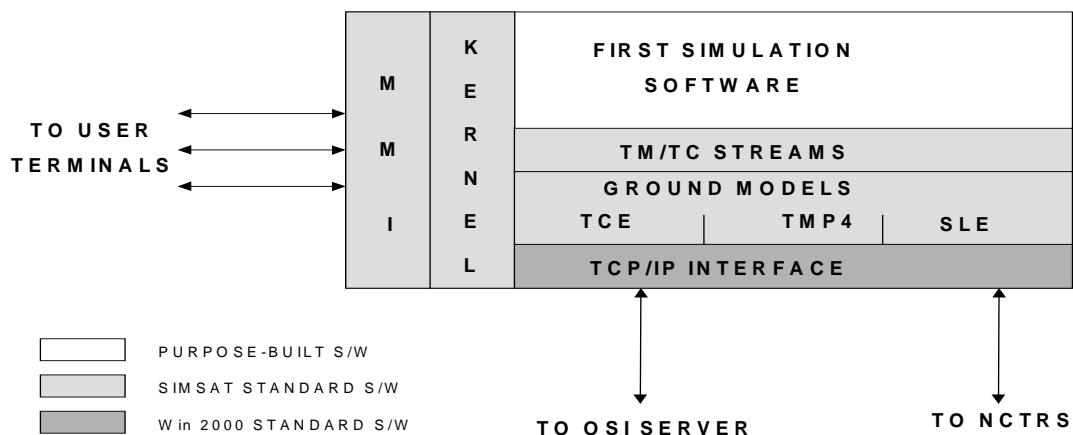 TO USER
TERMINALS
M
M
I
K
E
R
N
E
L
FIRST SIMULATION
SOFTWARE
TM/TC STREAMS
GROUND MODELS
TCE TMP4 SLE
TCP/IP INTERFACE
PURPOSE-BUILT S/W
SIMSAT STANDARD S/W
Win 2000 STANDARD S/W
TO OSI SERVER
TO NCTRS